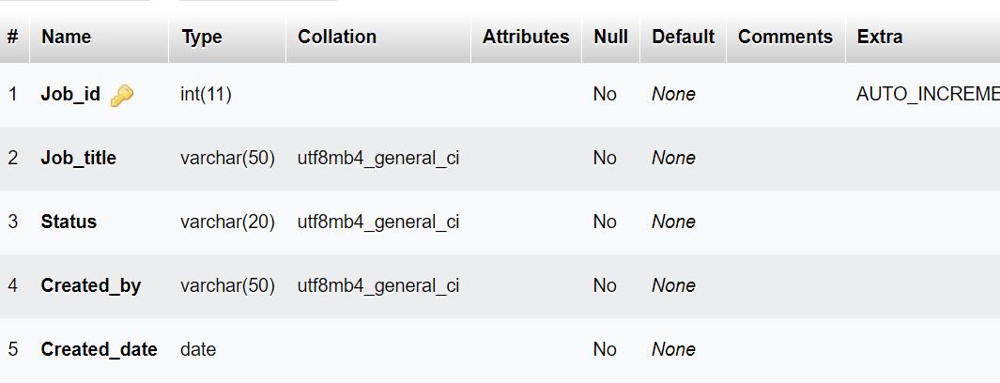 # Name Type Collation Attributes Null Default Comments Extra
1 Job_id int(11) No None AUTO_INCREME
2 Job_title varchar(50) utf8mb4_general_ci No None
3 Status varchar(20) utf8mb4_general_ci No None
4 Created_by varchar(50) utf8mb4_general_ci No None
5 Created_date date No None